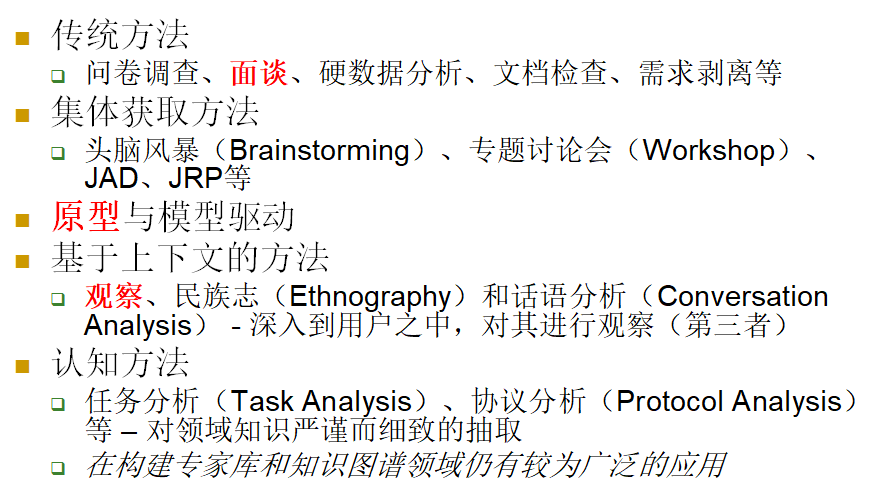 传统方法
问卷调查、面谈、硬数据分析、文档检查、需求剥离等
集体获取方法
头脑风暴（Brainstorming）、专题讨论会（Workshop）、
JAD、JRP等
原型与模型驱动
基于上下文的方法
观察、民族志（Ethnography）和话语分析（Conversation
Analysis） - 深入到用户之中，对其进行观察（第三者）
认知方法
任务分析（Task Analysis）、协议分析（Protocol Analysis）
等 – 对领域知识严谨而细致的抽取
在构建专家库和知识图谱领域仍有较为广泛的应用